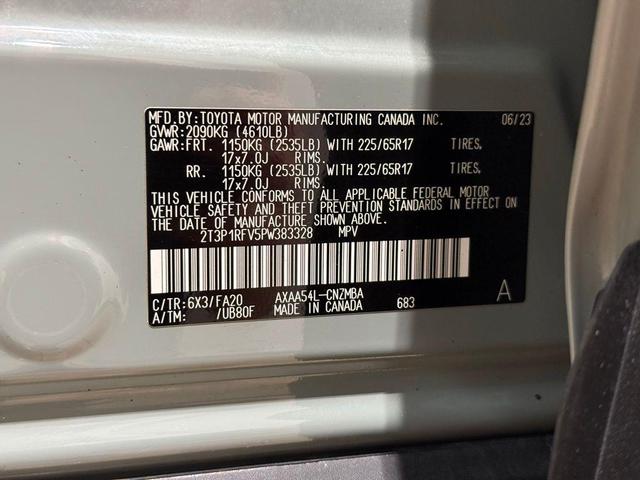 MFD.BY:TOYOTA MOTOR MANUFACTURING CANADA INC. 06/23
GVWR:2090KG (4610LB)
GAWR:FRT. 1150KG (2535LB) WITH 225/65R17 TIRES,
17x7.0J RIMS.
RR. 1150KG (2535LB) WITH 225/65R17 TIRES,
17x7.0J RIMS.
THIS VEHICLE CONFORMS TO ALL APPLICABLE FEDERAL MOTOR
VEHICLE SAFETY AND THEFT PREVENTION STANDARDS IN EFFECT ON
THE DATE OF MANUFACTURE SHOWN ABOVE.
2T3P1RFV5PW383328 MPV
C/TR:6X3/FA20 AXAA54L-CNZMBA 683 A
A/TM: /UB80F MADE IN CANADA